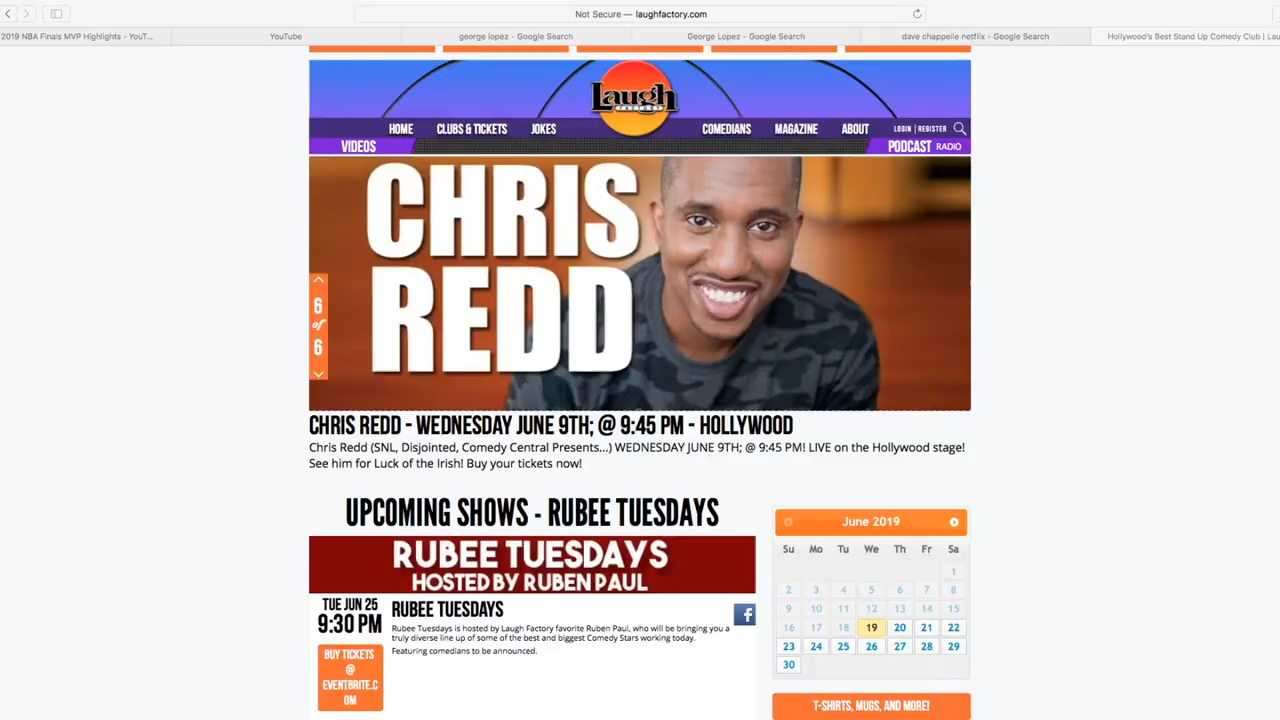 Not Secure — laughfactory.com
2019 NBA Finals MVP Highlights - YouT...
YouTube
george lopez - Google Search
George Lopez - Google Search
dave chappelle netflix - Google Search
Hollywood's Best Stand Up Comedy Club | Lau
Laugh
FACTORY
HOME
CLUBS & TICKETS
JOKES
COMEDIANS
MAGAZINE
ABOUT
LOGIN | REGISTER
VIDEOS
PODCAST RADIO
CHRIS
REDD
6
of
6
CHRIS REDD - WEDNESDAY JUNE 9TH; @ 9:45 PM - HOLLYWOOD
Chris Redd (SNL, Disjointed, Comedy Central Presents...) WEDNESDAY JUNE 9TH; @ 9:45 PM! LIVE on the Hollywood stage!
See him for Luck of the Irish! Buy your tickets now!
UPCOMING SHOWS - RUBEE TUESDAYS
RUBEE TUESDAYS
HOSTED BY RUBEN PAUL
TUE JUN 25
9:30 PM
BUY TICKETS
@
EVENTBRITE.C
OM
RUBEE TUESDAYS
Rubee Tuesdays is hosted by Laugh Factory favorite Ruben Paul, who will be bringing you a
truly diverse line up of some of the best and biggest Comedy Stars working today.
Featuring comedians to be announced.
f
June 2019
Su Mo Tu We Th Fr Sa
1
2 3 4 5 6 7 8
9 10 11 12 13 14 15
16 17 18 19 20 21 22
23 24 25 26 27 28 29
30
T-SHIRTS, MUGS, AND MORE!